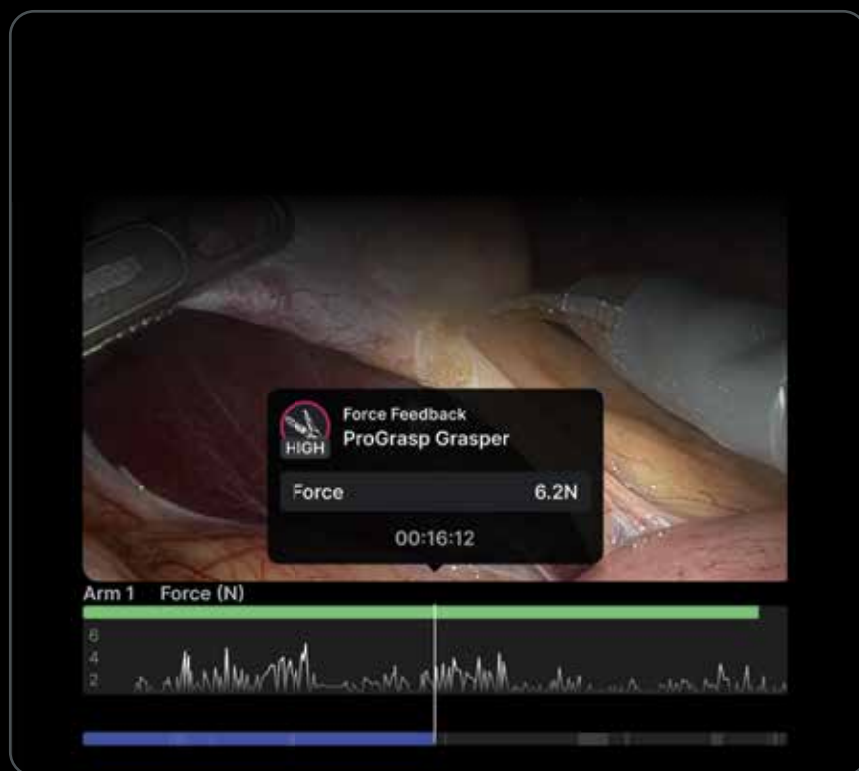 Force Feedback
ProGrasp Grasper
HIGH
Force 6.2N
00:16:12
Arm 1 Force (N)
6
4
2